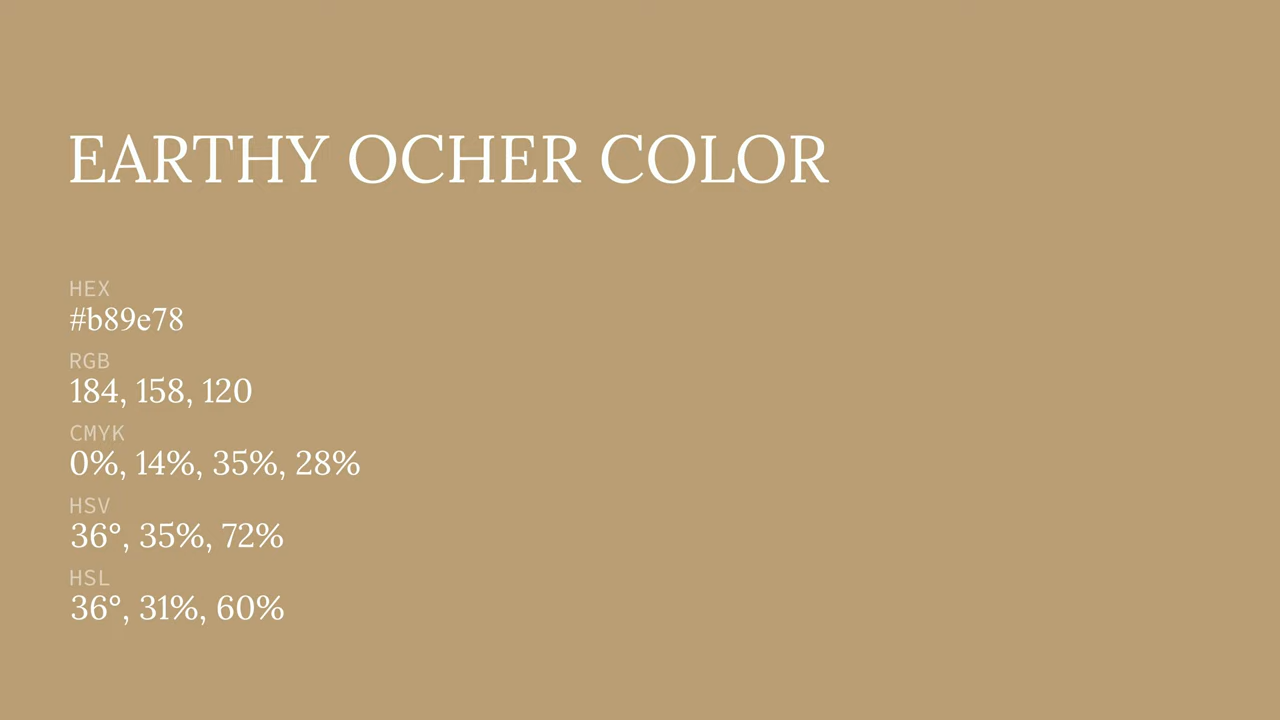 EARTHY OCHER COLOR
HEX
#b89e78
RGB
184, 158, 120
CMYK
0%, 14%, 35%, 28%
HSV
36°, 35%, 72%
HSL
36°, 31%, 60%